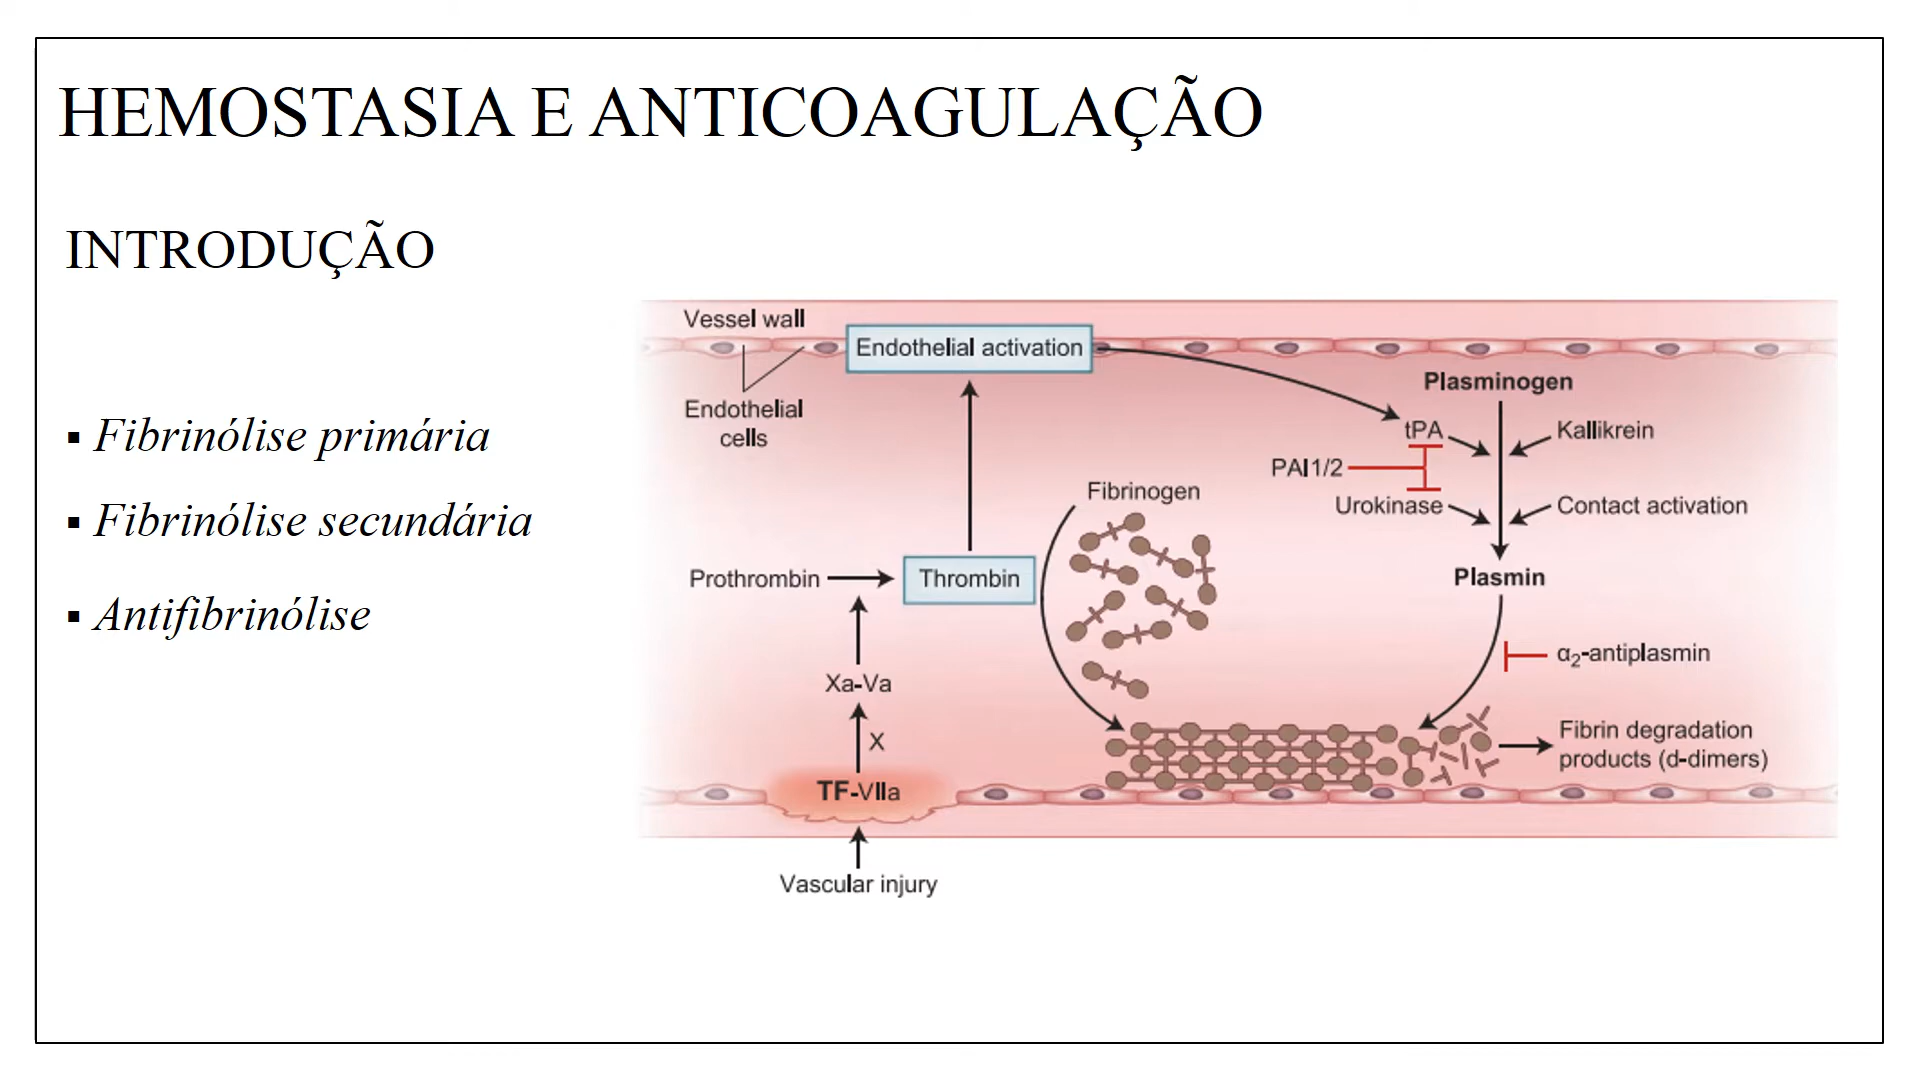 HEMOSTASIA E ANTICOAGULAÇÃO
INTRODUÇÃO
▪ Fibrinólise primária
▪ Fibrinólise secundária
▪ Antifibrinólise
Vessel wall
Endothelial activation
Endothelial
cells
Plasminogen
tPA
Kallikrein
PAI1/2
Fibrinogen
Urokinase
Contact activation
Prothrombin
Thrombin
Plasmin
α2-antiplasmin
Xa-Va
X
Fibrin degradation
products (d-dimers)
TF-VIIa
Vascular injury